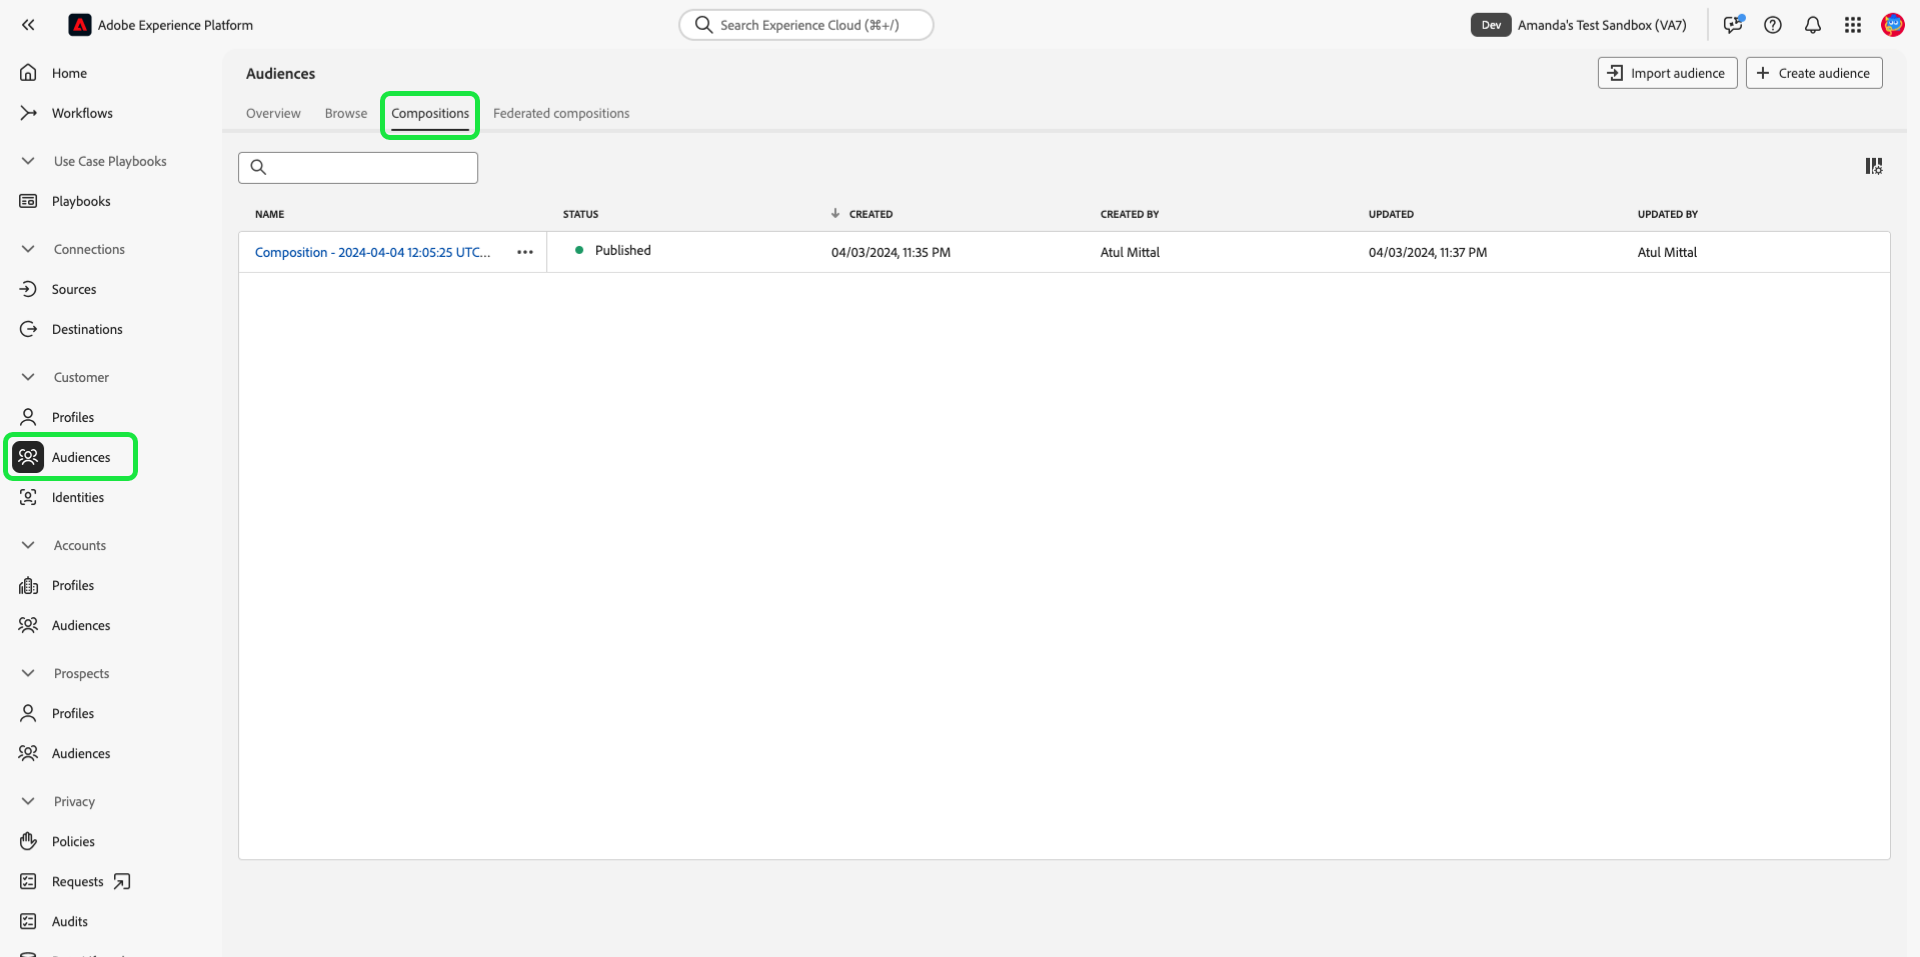 Adobe Experience Platform
Search Experience Cloud (⌘+/)
Dev
Amanda's Test Sandbox (VA7)
Home
Workflows
Use Case Playbooks
Playbooks
Connections
Sources
Destinations
Customer
Profiles
Audiences
Identities
Accounts
Profiles
Audiences
Prospects
Profiles
Audiences
Privacy
Policies
Requests
Audits
Audiences
Import audience
Create audience
Overview Browse Compositions Federated compositions
NAME STATUS CREATED CREATED BY UPDATED UPDATED BY
Composition - 2024-04-04 12:05:25 UTC... Published 04/03/2024, 11:35 PM Atul Mittal 04/03/2024, 11:37 PM Atul Mittal